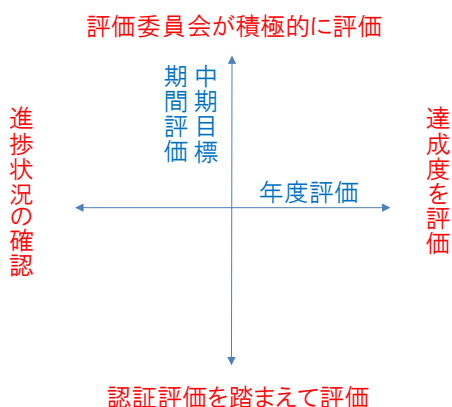 評価委員会が積極的に評価
中期目標
期間評価
年度評価
進捗状況の確認
達成度を評価
認証評価を踏まえて評価